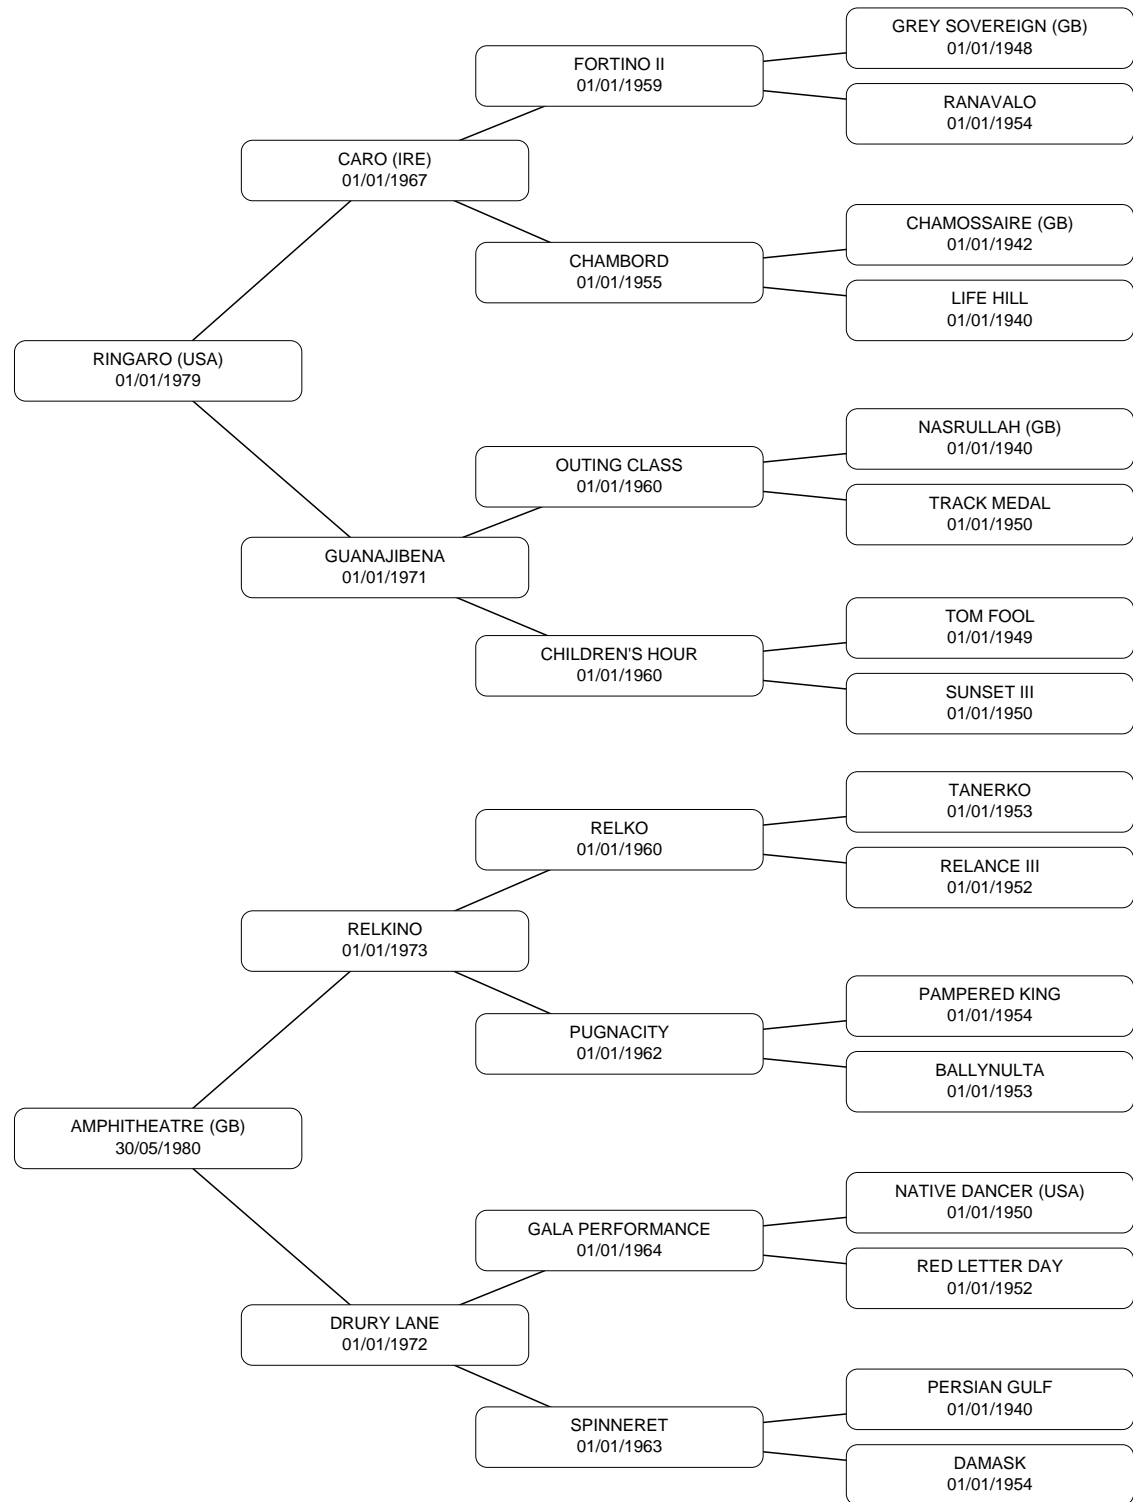 GREY SOVEREIGN (GB)
01/01/1948
FORTINO II
01/01/1959
RANAVALO
01/01/1954
CARO (IRE)
01/01/1967
CHAMOSSAIRE (GB)
01/01/1942
CHAMBORD
01/01/1955
LIFE HILL
01/01/1940
RINGARO (USA)
01/01/1979
NASRULLAH (GB)
01/01/1940
OUTING CLASS
01/01/1960
TRACK MEDAL
01/01/1950
GUANAJIBENA
01/01/1971
TOM FOOL
01/01/1949
CHILDREN'S HOUR
01/01/1960
SUNSET III
01/01/1950
TANERKO
01/01/1953
RELKO
01/01/1960
RELANCE III
01/01/1952
RELKINO
01/01/1973
PAMPERED KING
01/01/1954
PUGNACITY
01/01/1962
BALLYNULTA
01/01/1953
AMPHITHEATRE (GB)
30/05/1980
NATIVE DANCER (USA)
01/01/1950
GALA PERFORMANCE
01/01/1964
RED LETTER DAY
01/01/1952
DRURY LANE
01/01/1972
PERSIAN GULF
01/01/1940
SPINNERET
01/01/1963
DAMASK
01/01/1954